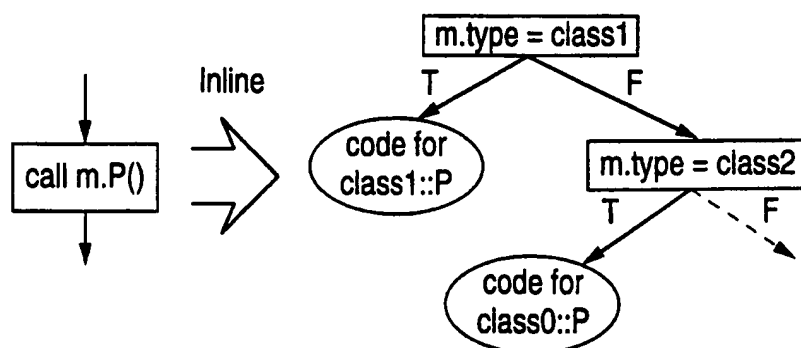 m.type = class1
Inline
T
F
call m.P()
code for
class1::P
m.type = class2
T
F
code for
class0::P